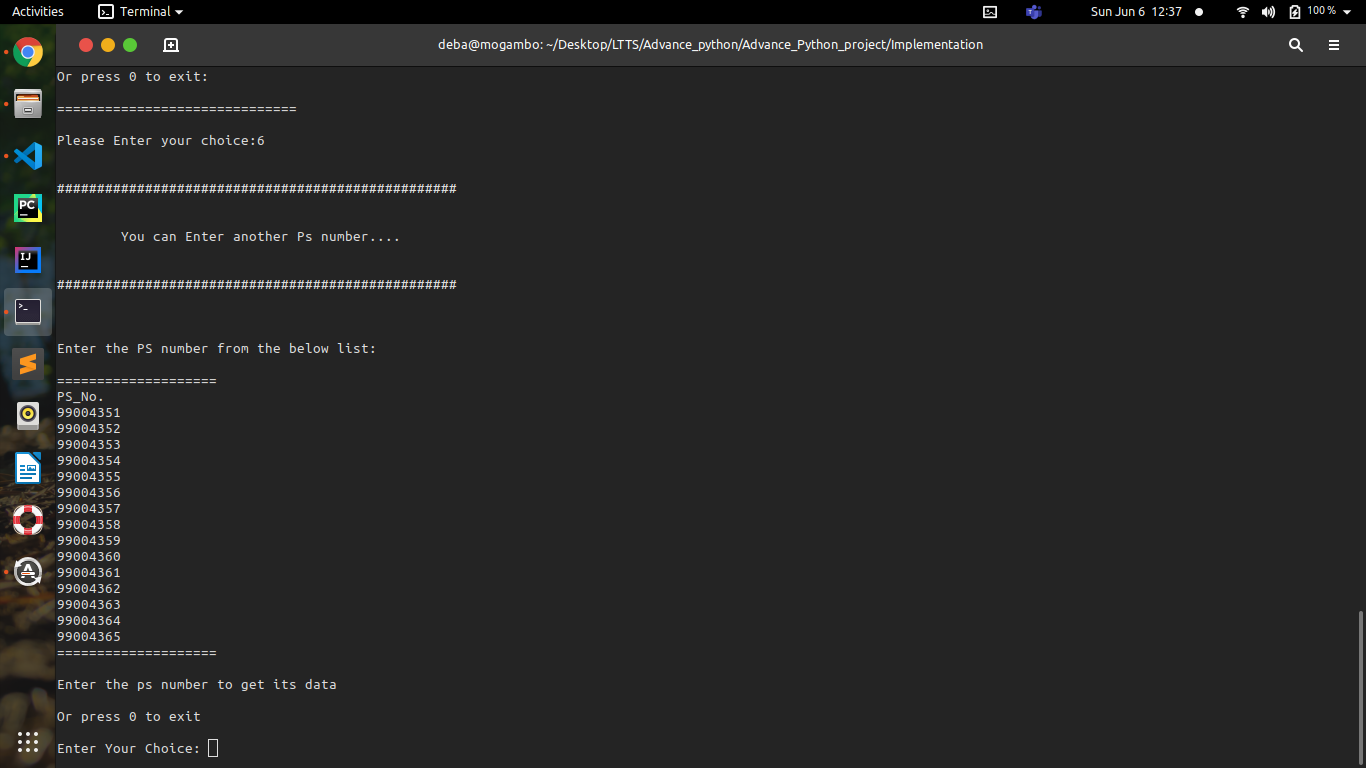 Activities Terminal Sun Jun 6 12:37 100 %
deba@mogambo: ~/Desktop/LTTS/Advance_python/Advance_Python_project/Implementation
Or press 0 to exit:
==============================
Please Enter your choice:6
##################################################
You can Enter another Ps number....
##################################################
Enter the PS number from the below list:
====================
PS_No.
99004351
99004352
99004353
99004354
99004355
99004356
99004357
99004358
99004359
99004360
99004361
99004362
99004363
99004364
99004365
====================
Enter the ps number to get its data
Or press 0 to exit
Enter Your Choice:
PC
IJ
>_